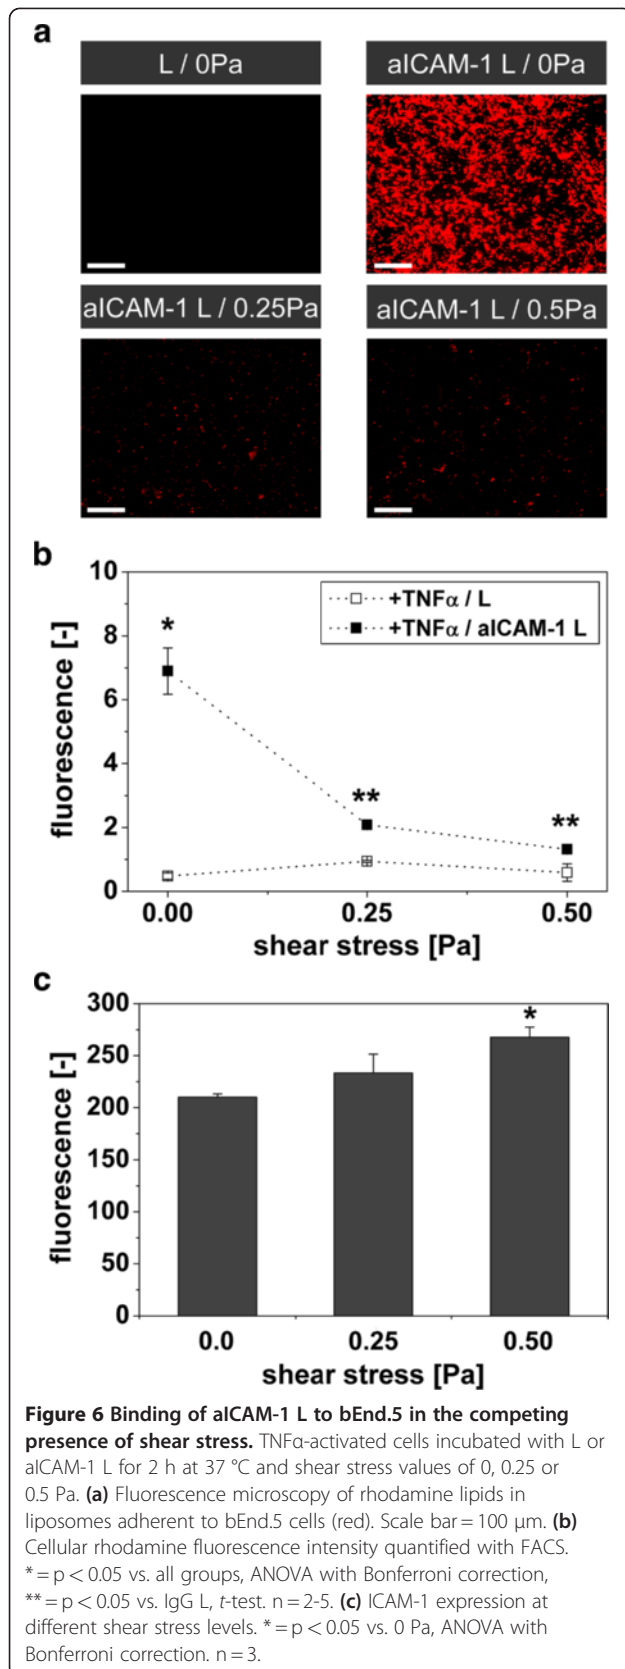 a
L / 0Pa
aICAM-1 L / 0Pa
aICAM-1 L / 0.25Pa
aICAM-1 L / 0.5Pa
b
10
8
6
4
2
0
fluorescence [-]
+TNFα / L
+TNFα / aICAM-1 L
*
**
**
0.00
0.25
0.50
shear stress [Pa]
c
300
250
200
150
100
50
0
fluorescence [-]
*
0.0
0.25
0.50
shear stress [Pa]
Figure 6 Binding of aICAM-1 L to bEnd.5 in the competing
presence of shear stress. TNFα-activated cells incubated with L or
aICAM-1 L for 2 h at 37 °C and shear stress values of 0, 0.25 or
0.5 Pa. (a) Fluorescence microscopy of rhodamine lipids in
liposomes adherent to bEnd.5 cells (red). Scale bar = 100 μm. (b)
Cellular rhodamine fluorescence intensity quantified with FACS.
* = p < 0.05 vs. all groups, ANOVA with Bonferroni correction,
** = p < 0.05 vs. IgG L, t-test. n = 2-5. (c) ICAM-1 expression at
different shear stress levels. * = p < 0.05 vs. 0 Pa, ANOVA with
Bonferroni correction. n = 3.